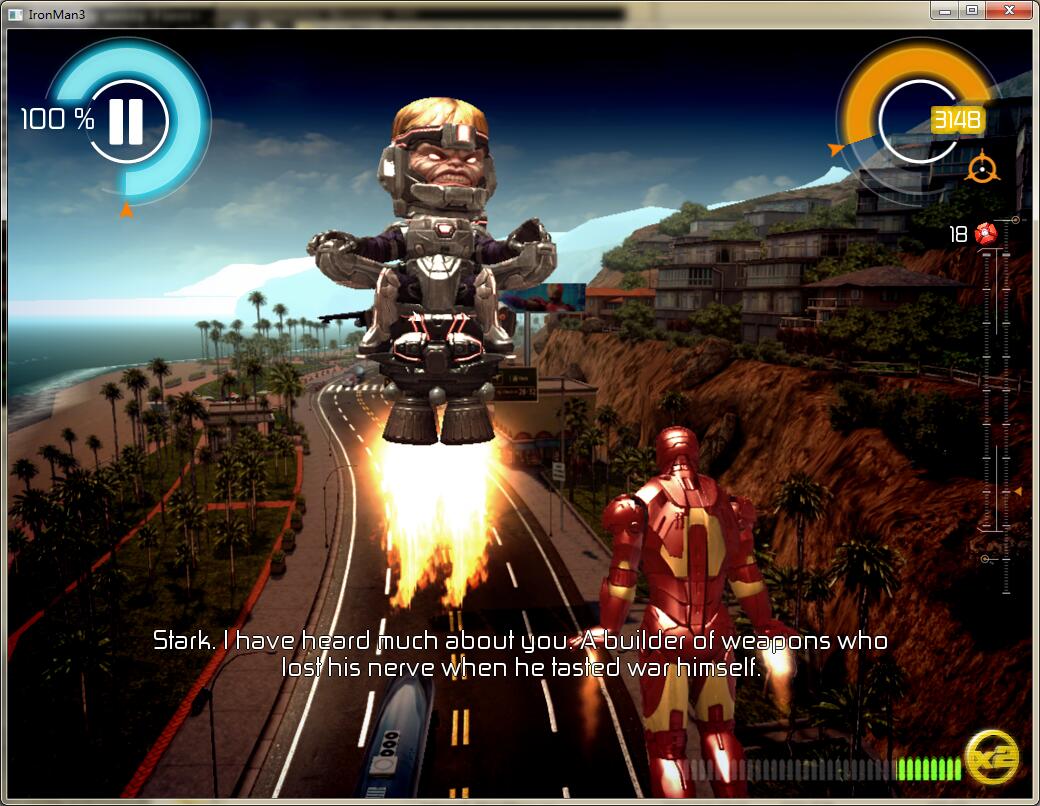 IronMan3
100 %
3148
18
Stark. I have heard much about you. A builder of weapons who
lost his nerve when he tasted war himself.
000
x2